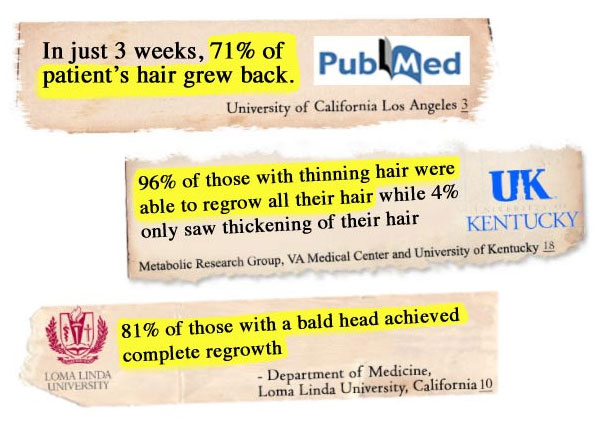 In just 3 weeks, 71% of
patient's hair grew back.
PubMed
University of California Los Angeles 3
96% of those with thinning hair were
able to regrow all their hair while 4%
only saw thickening of their hair
UK
UNIVERSITY OF
KENTUCKY
Metabolic Research Group, VA Medical Center and University of Kentucky 18
81% of those with a bald head achieved
complete regrowth
LOMA LINDA
UNIVERSITY
- Department of Medicine,
Loma Linda University, California 10